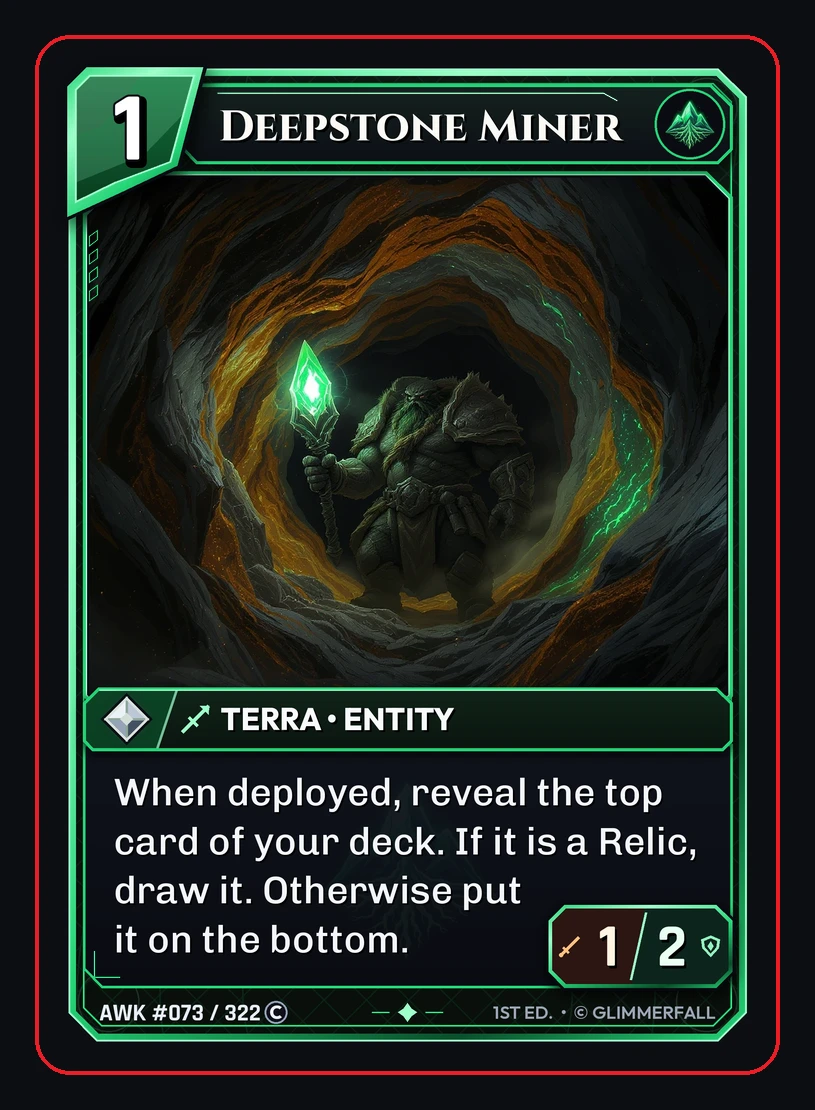 1
DEEPSTONE MINER
TERRA • ENTITY
When deployed, reveal the top
card of your deck. If it is a Relic,
draw it. Otherwise put
it on the bottom.
1 / 2
AWK #073 / 322 C
1ST ED. • © GLIMMERFALL